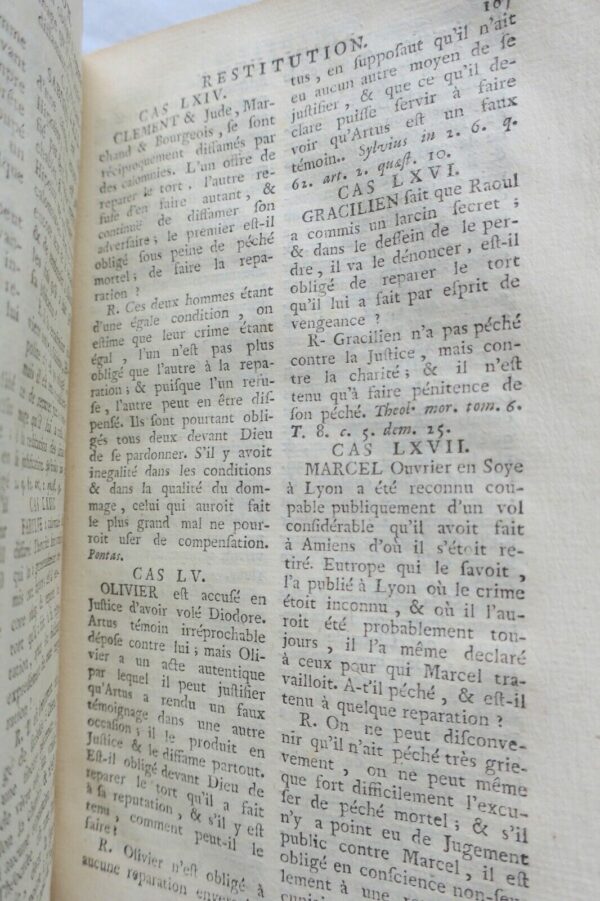 107
RESTITUTION.
CAS LXIV.
CLEMENT & Jude, Mar-
chand & Bourgeois, ſe ſont
réciproquement diffamés par
des calomnies. L'un offre de
reparer le tort, l'autre re-
fuſe d'en faire autant, &
continue de diffamer ſon
adverſaire; le premier eſt-il
obligé ſous peine de péché
mortel; de faire la repa-
ration ?
R. Ces deux hommes étant
d'une égale condition, on
eſtime que leur crime étant
égal, l'un n'eſt pas plus
obligé que l'autre à la repa-
ration; & puiſque l'un refu-
ſe, l'autre peut en être diſ-
penſé. Ils ſont pourtant obli-
gés tous deux devant Dieu
de ſe pardonner. S'il y avoit
inegalité dans les conditions
& dans la qualité du dom-
mage, celui qui auroit fait
le plus grand mal ne pour-
roit uſer de compenſation.
Pontas.
CAS LV.
OLIVIER eſt accuſé en
Juſtice d'avoir volé Diodore.
Artus témoin irréprochable
dépoſe contre lui; mais Oli-
vier a un acte autentique
par lequel il peut juſtifier
qu'Artus a rendu un faux
témoignage dans une autre
occaſion; il le produit en
Juſtice & le diffame partout.
Eſt-il obligé devant Dieu de
reparer le tort qu'il a fait
à ſa reputation, & s'il y eſt
tenu, comment peut-il le
faire ?
R. Olivier n'eſt obligé à
aucune reparation envers
tus, en ſuppoſaut qu'il n'ait
eu aucun autre moyen de ſe
juſtifier, & que ce qu'il de-
clare puiſſe ſervir à faire
voir qu'Artus eſt un faux
témoin. Sylvius in 2. 6. q.
62. art. 2. quæſt. 10.
CAS LXVI.
GRACILIEN ſait que Raoul
a commis un larcin ſecret;
& dans le deſſein de le per-
dre, il va le dénoncer, eſt-il
obligé de reparer le tort
qu'il lui a fait par eſprit de
vengeance ?
R- Gracilien n'a pas péché
contre la Juſtice, mais con-
tre la charité; & il n'eſt
tenu qu'à faire pénitence de
ſon péché. Theol. mor. tom. 6.
T. 8. c. 5. dem. 25.
CAS LXVII.
MARCEL Ouvrier en Soye
à Lyon a été reconnu cou-
pable publiquement d'un vol
conſidérable qu'il avoit fait
à Amiens d'où il s'étoit re-
tiré. Eutrope qui le ſavoit,
l'a publié à Lyon où le crime
étoit inconnu, & où il l'au-
roit été probablement tou-
jours, il l'a même declaré
à ceux pour qui Marcel tra-
vailloit. A-t'il péché, & eſt-il
tenu à quelque reparation ?
R. On ne peut diſconve-
nir qu'il n'ait péché très grie-
vement, on ne peut même
que fort difficilement l'excu-
ſer de péché mortel; & s'il
n'y a point eu de Jugement
public contre Marcel, il eſt
obligé en conſcience non-ſeu-
lement à une